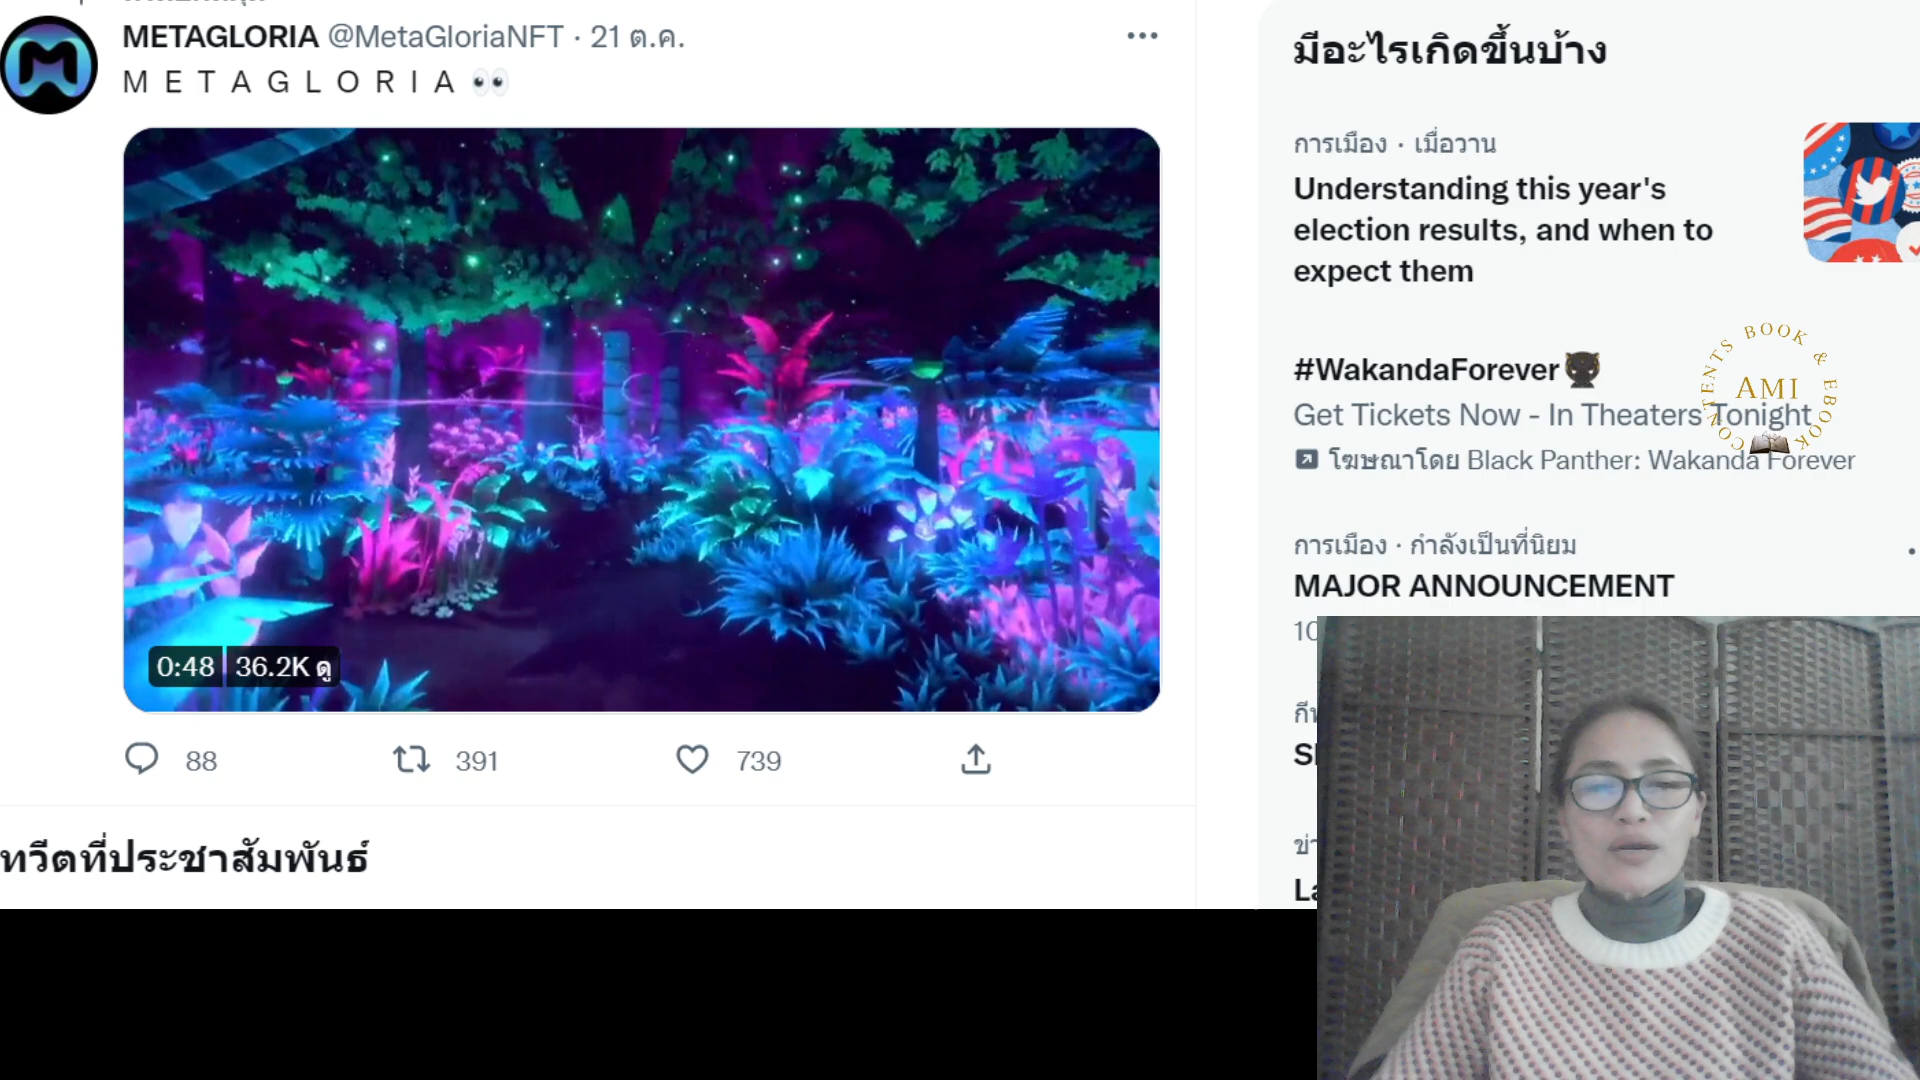 METAGLORIA @MetaGloriaNFT · 21 ต.ค.
M E T A G L O R I A 👀
0:48 36.2K ดู
88 391 739
ทวีตที่ประชาสัมพันธ์
มีอะไรเกิดขึ้นบ้าง
การเมือง · เมื่อวาน
Understanding this year's
election results, and when to
expect them
#WakandaForever
Get Tickets Now - In Theaters Tonight
โฆษณาโดย Black Panther: Wakanda Forever
CONTENTS BOOK & EBOOK
AMI
การเมือง · กำลังเป็นที่นิยม
MAJOR ANNOUNCEMENT